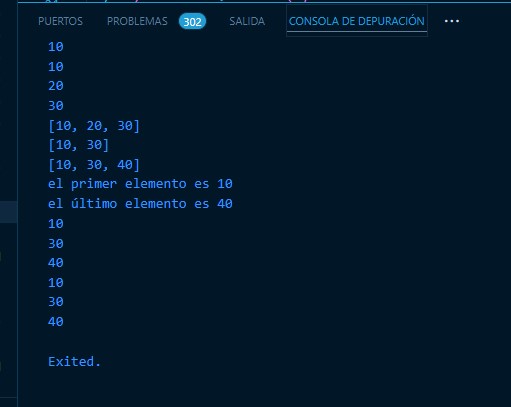 PUERTOS PROBLEMAS 302 SALIDA CONSOLA DE DEPURACIÓN ...
10
10
20
30
[10, 20, 30]
[10, 30]
[10, 30, 40]
el primer elemento es 10
el último elemento es 40
10
30
40
10
30
40
Exited.